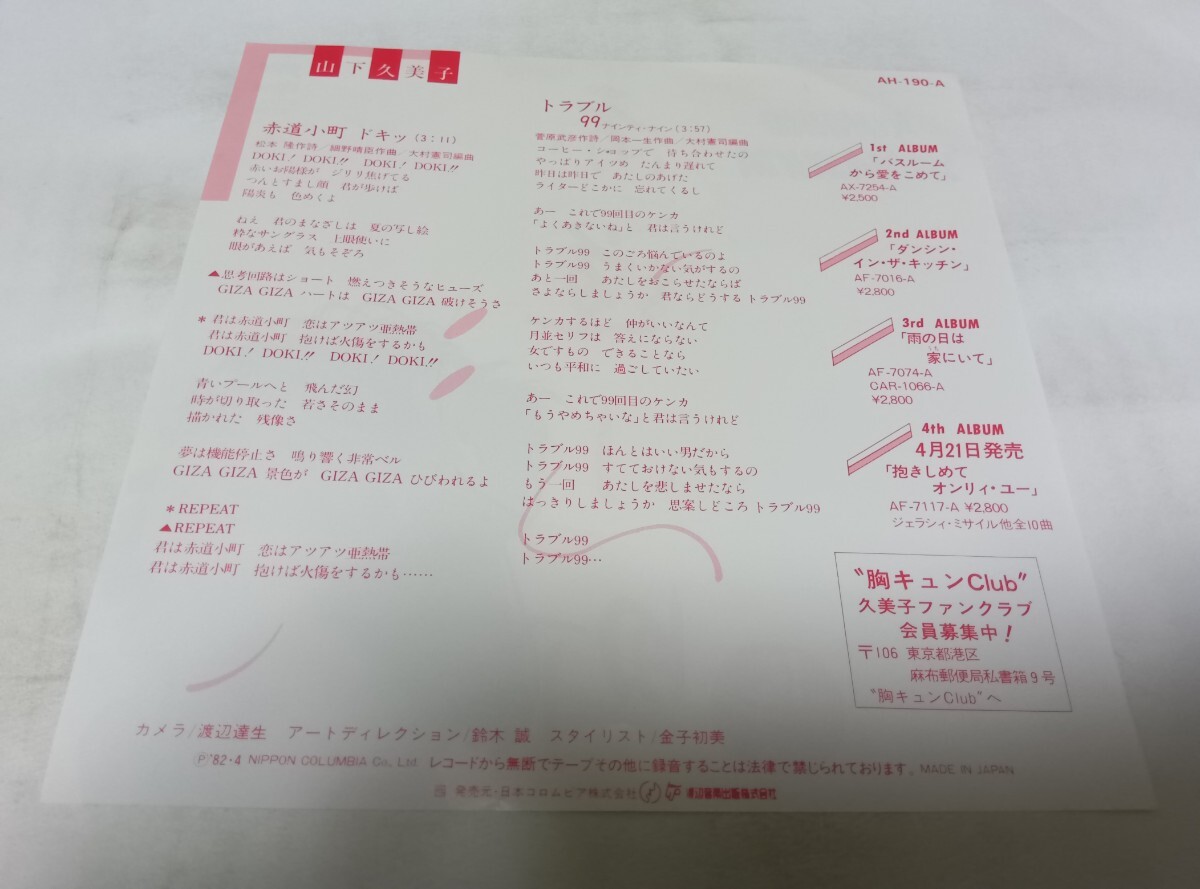 山下久美子
AH-190-A
赤道小町 ドキッ (3:11)
松本 隆作詩/細野晴臣作曲/大村憲司編曲
DOKI! DOKI!! DOKI! DOKI!!
赤いお陽様が ジリリ焦げてる
つんとすまし顔 君が歩けば
陽炎も 色めくよ
ねえ 君のまなざしは 夏の写し絵
粋なサングラス 上眼使いに
眼があえば 気もそぞろ
▲思考回路はショート 燃えつきそうなヒューズ
GIZA GIZA ハートは GIZA GIZA 破けそうさ
*君は赤道小町 恋はアツアツ亜熱帯
君は赤道小町 抱けば火傷をするかも
DOKI! DOKI!! DOKI! DOKI!!
青いプールへと 飛んだ幻
時が切り取った 若さそのまま
描かれた 残像さ
夢は機能停止さ 鳴り響く非常ベル
GIZA GIZA 景色が GIZA GIZA ひびわれるよ
*REPEAT
▲REPEAT
君は赤道小町 恋はアツアツ亜熱帯
君は赤道小町 抱けば火傷をするかも……
トラブル
99 ナインティ・ナイン (3:57)
菅原武彦作詩/岡本一生作曲/大村憲司編曲
コーヒー・ショップで 待ち合わせたの
やっぱりアイツめ たんまり遅れて
昨日は昨日で あたしのあげた
ライターどこかに 忘れてくるし
あー これで99回目のケンカ
「よくあきないね」と 君は言うけれど
トラブル99 このごろ悩んでいるのよ
トラブル99 うまくいかない気がするの
あと一回 あたしをおこらせたならば
さよならしましょうか 君ならどうする トラブル99
ケンカするほど 仲がいいなんて
月並セリフは 答えにならない
女ですもの できることなら
いつも平和に 過ごしていたい
あー これで99回目のケンカ
「もうやめちゃいな」と君は言うけれど
トラブル99 ほんとはいい男だから
トラブル99 すてておけない気もするの
もう一回 あたしを悲しませたなら
はっきりしましょうか 思案しどころ トラブル99
トラブル99
トラブル99…
1st ALBUM
「バスルーム
から愛をこめて」
AX-7254-A
¥2,500
2nd ALBUM
「ダンシン・
イン・ザ・キッチン」
AF-7016-A
¥2,800
3rd ALBUM
「雨の日は
家にいて」
AF-7074-A
CAR-1066-A
¥2,800
4th ALBUM
4月21日発売
「抱きしめて
オンリィ・ユー」
AF-7117-A ¥2,800
ジェラシィ・ミサイル他全10曲
"胸キュンClub"
久美子ファンクラブ
会員募集中!
〒106 東京都港区
麻布郵便局私書箱9号
"胸キュンClub"へ
カメラ/渡辺達生 アートディレクション/鈴木 誠 スタイリスト/金子初美
Ⓟ'82・4 NIPPON COLUMBIA Co., Ltd. レコードから無断でテープその他に録音することは法律で禁じられております。 MADE IN JAPAN
発売元・日本コロムビア株式会社 渡辺音楽出版株式会社